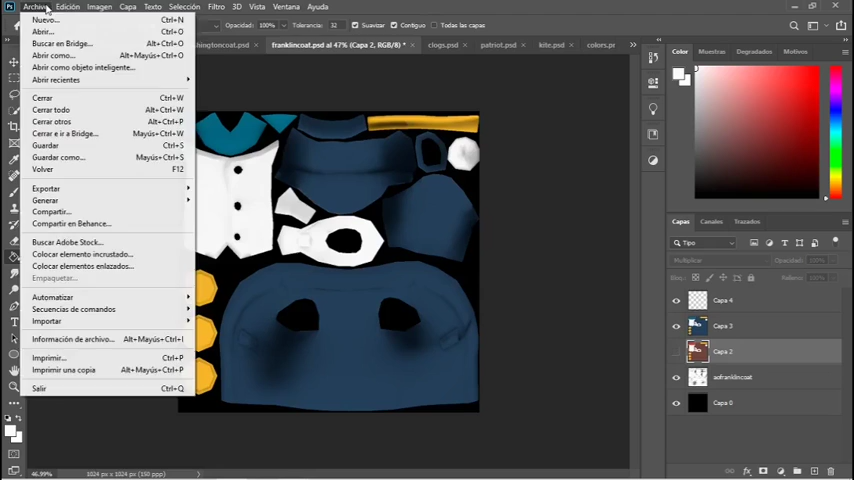 Ps Archivo Edición Imagen Capa Texto Selección Filtro 3D Vista Ventana Ayuda
Opacidad: 100% Tolerancia: 32 Suavizar Contiguo Todas las capas
shingtoncoat.psd franklincoat.psd al 47% (Capa 2, RGB/8) * clogs.psd * patriot.psd * kite.psd * colors.pr
Nuevo... Ctrl+N
Abrir... Ctrl+O
Buscar en Bridge... Alt+Ctrl+O
Abrir como... Alt+Mayús+Ctrl+O
Abrir como objeto inteligente...
Abrir recientes
Cerrar Ctrl+W
Cerrar todo Alt+Ctrl+W
Cerrar otros Alt+Ctrl+P
Cerrar e ir a Bridge... Mayús+Ctrl+W
Guardar Ctrl+S
Guardar como... Mayús+Ctrl+S
Volver F12
Exportar
Generar
Compartir...
Compartir en Behance...
Buscar Adobe Stock...
Colocar elemento incrustado...
Colocar elementos enlazados...
Empaquetar...
Automatizar
Secuencias de comandos
Importar
Información de archivo... Alt+Mayús+Ctrl+I
Imprimir... Ctrl+P
Imprimir una copia Alt+Mayús+Ctrl+P
Salir Ctrl+Q
46.99% 1024 px x 1024 px (150 ppp)
Color Muestras Degradados Motivos
Capas Canales Trazados
Tipo
Multiplicar Opacidad: 100%
Bloq.: Relleno: 100%
Capa 4
Capa 3
Capa 2
aofranklincoat
Capa 0